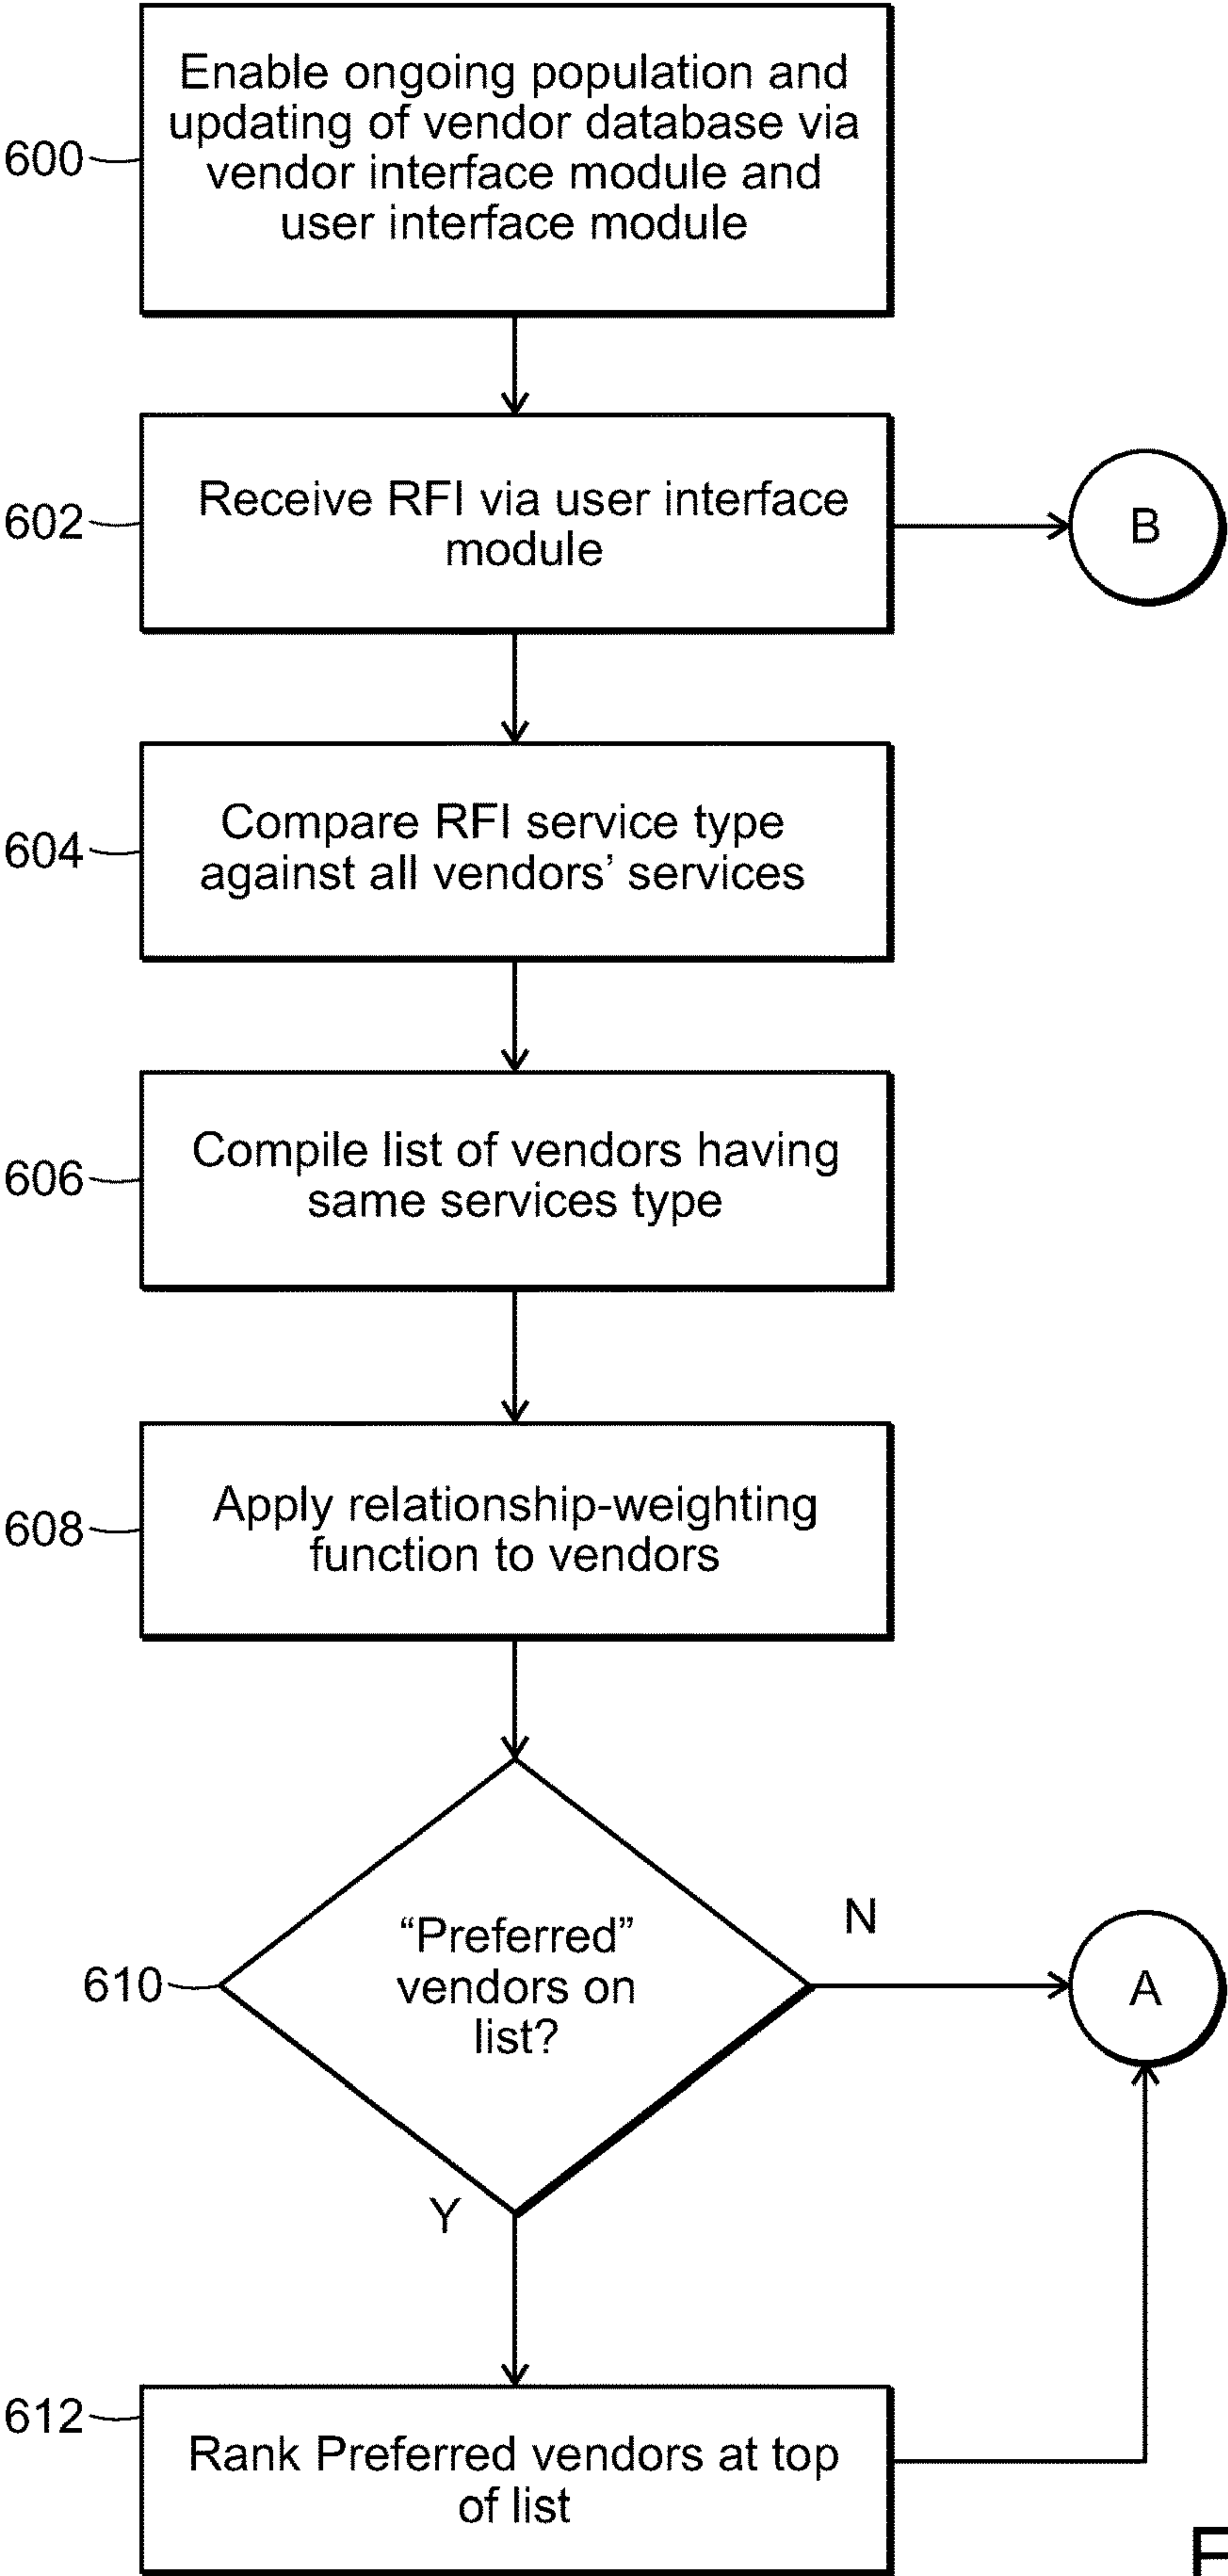 Enable ongoing population and
updating of vendor database via
vendor interface module and
user interface module
600
Receive RFI via user interface
module
602
B
Compare RFI service type
against all vendors’ services
604
Compile list of vendors having
same services type
606
Apply relationship-weighting
function to vendors
608
“Preferred”
vendors on
list?
610
N
A
Y
612
Rank Preferred vendors at top
of list